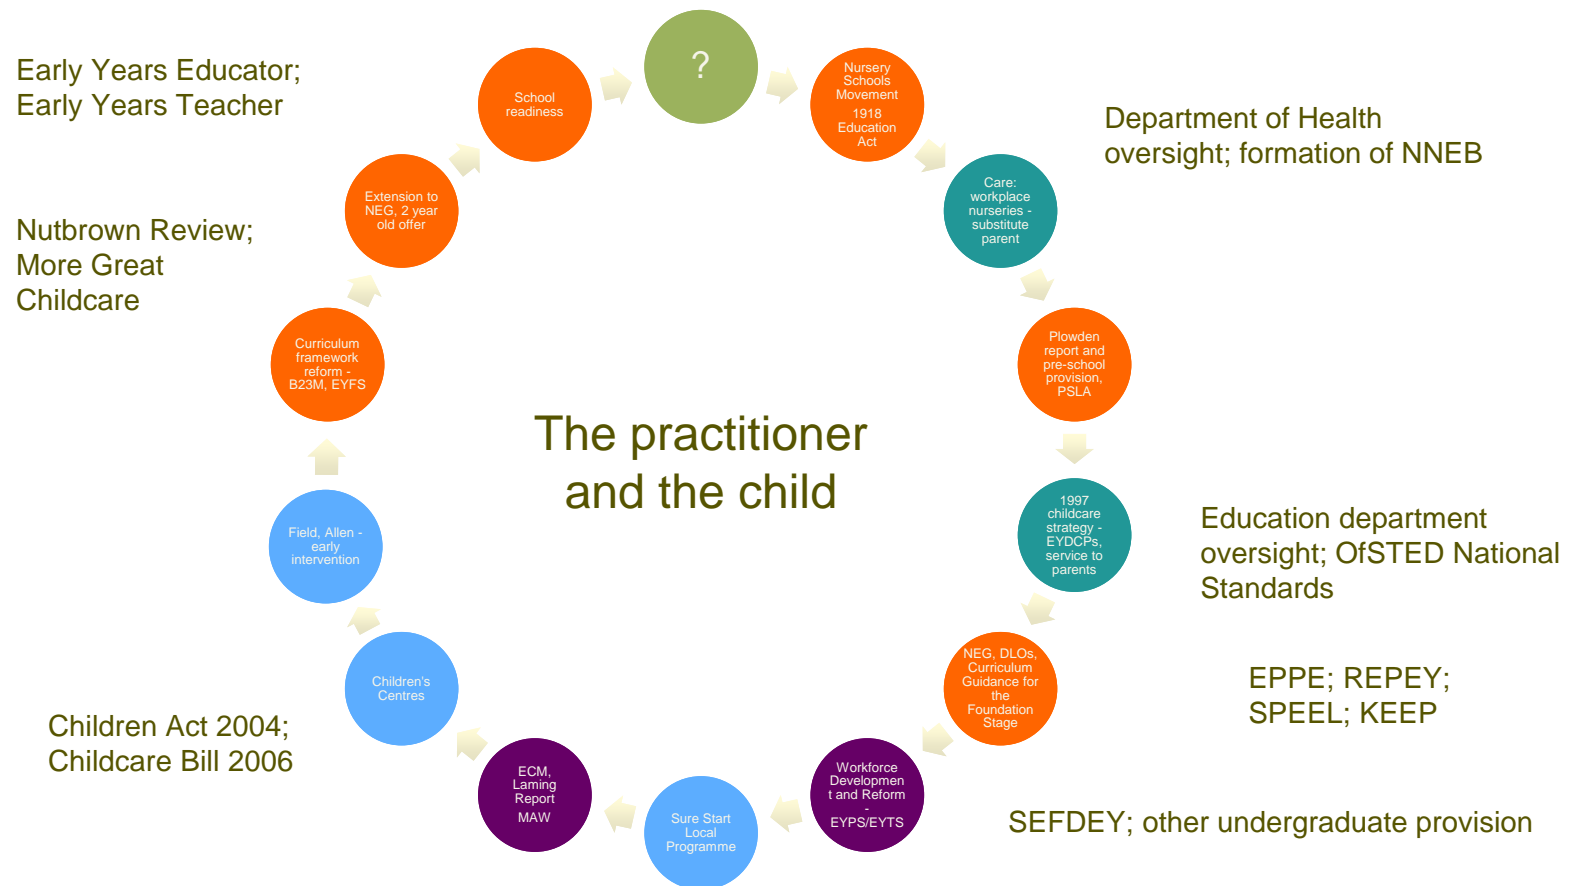 ?
Nursery
Schools
Movement
1918
Education
Act
Department of Health
oversight; formation of NNEB
Care:
workplace
nurseries -
substitute
parent
Plowden
report and
pre-school
provision,
PSLA
1997
childcare
strategy -
EYDCPs,
service to
parents
Education department
oversight; OfSTED National
Standards
NEG, DLOs,
Curriculum
Guidance for
the
Foundation
Stage
EPPE; REPEY;
SPEEL; KEEP
Workforce
Developmen
t and Reform
-
EYPS/EYTS
SEFDEY; other undergraduate provision
Sure Start
Local
Programme
ECM,
Laming
Report
MAW
Children's
Centres
Children Act 2004;
Childcare Bill 2006
Field, Allen -
early
intervention
Curriculum
framework
reform -
B23M, EYFS
Nutbrown Review;
More Great
Childcare
Extension to
NEG, 2 year
old offer
School
readiness
Early Years Educator;
Early Years Teacher
The practitioner
and the child